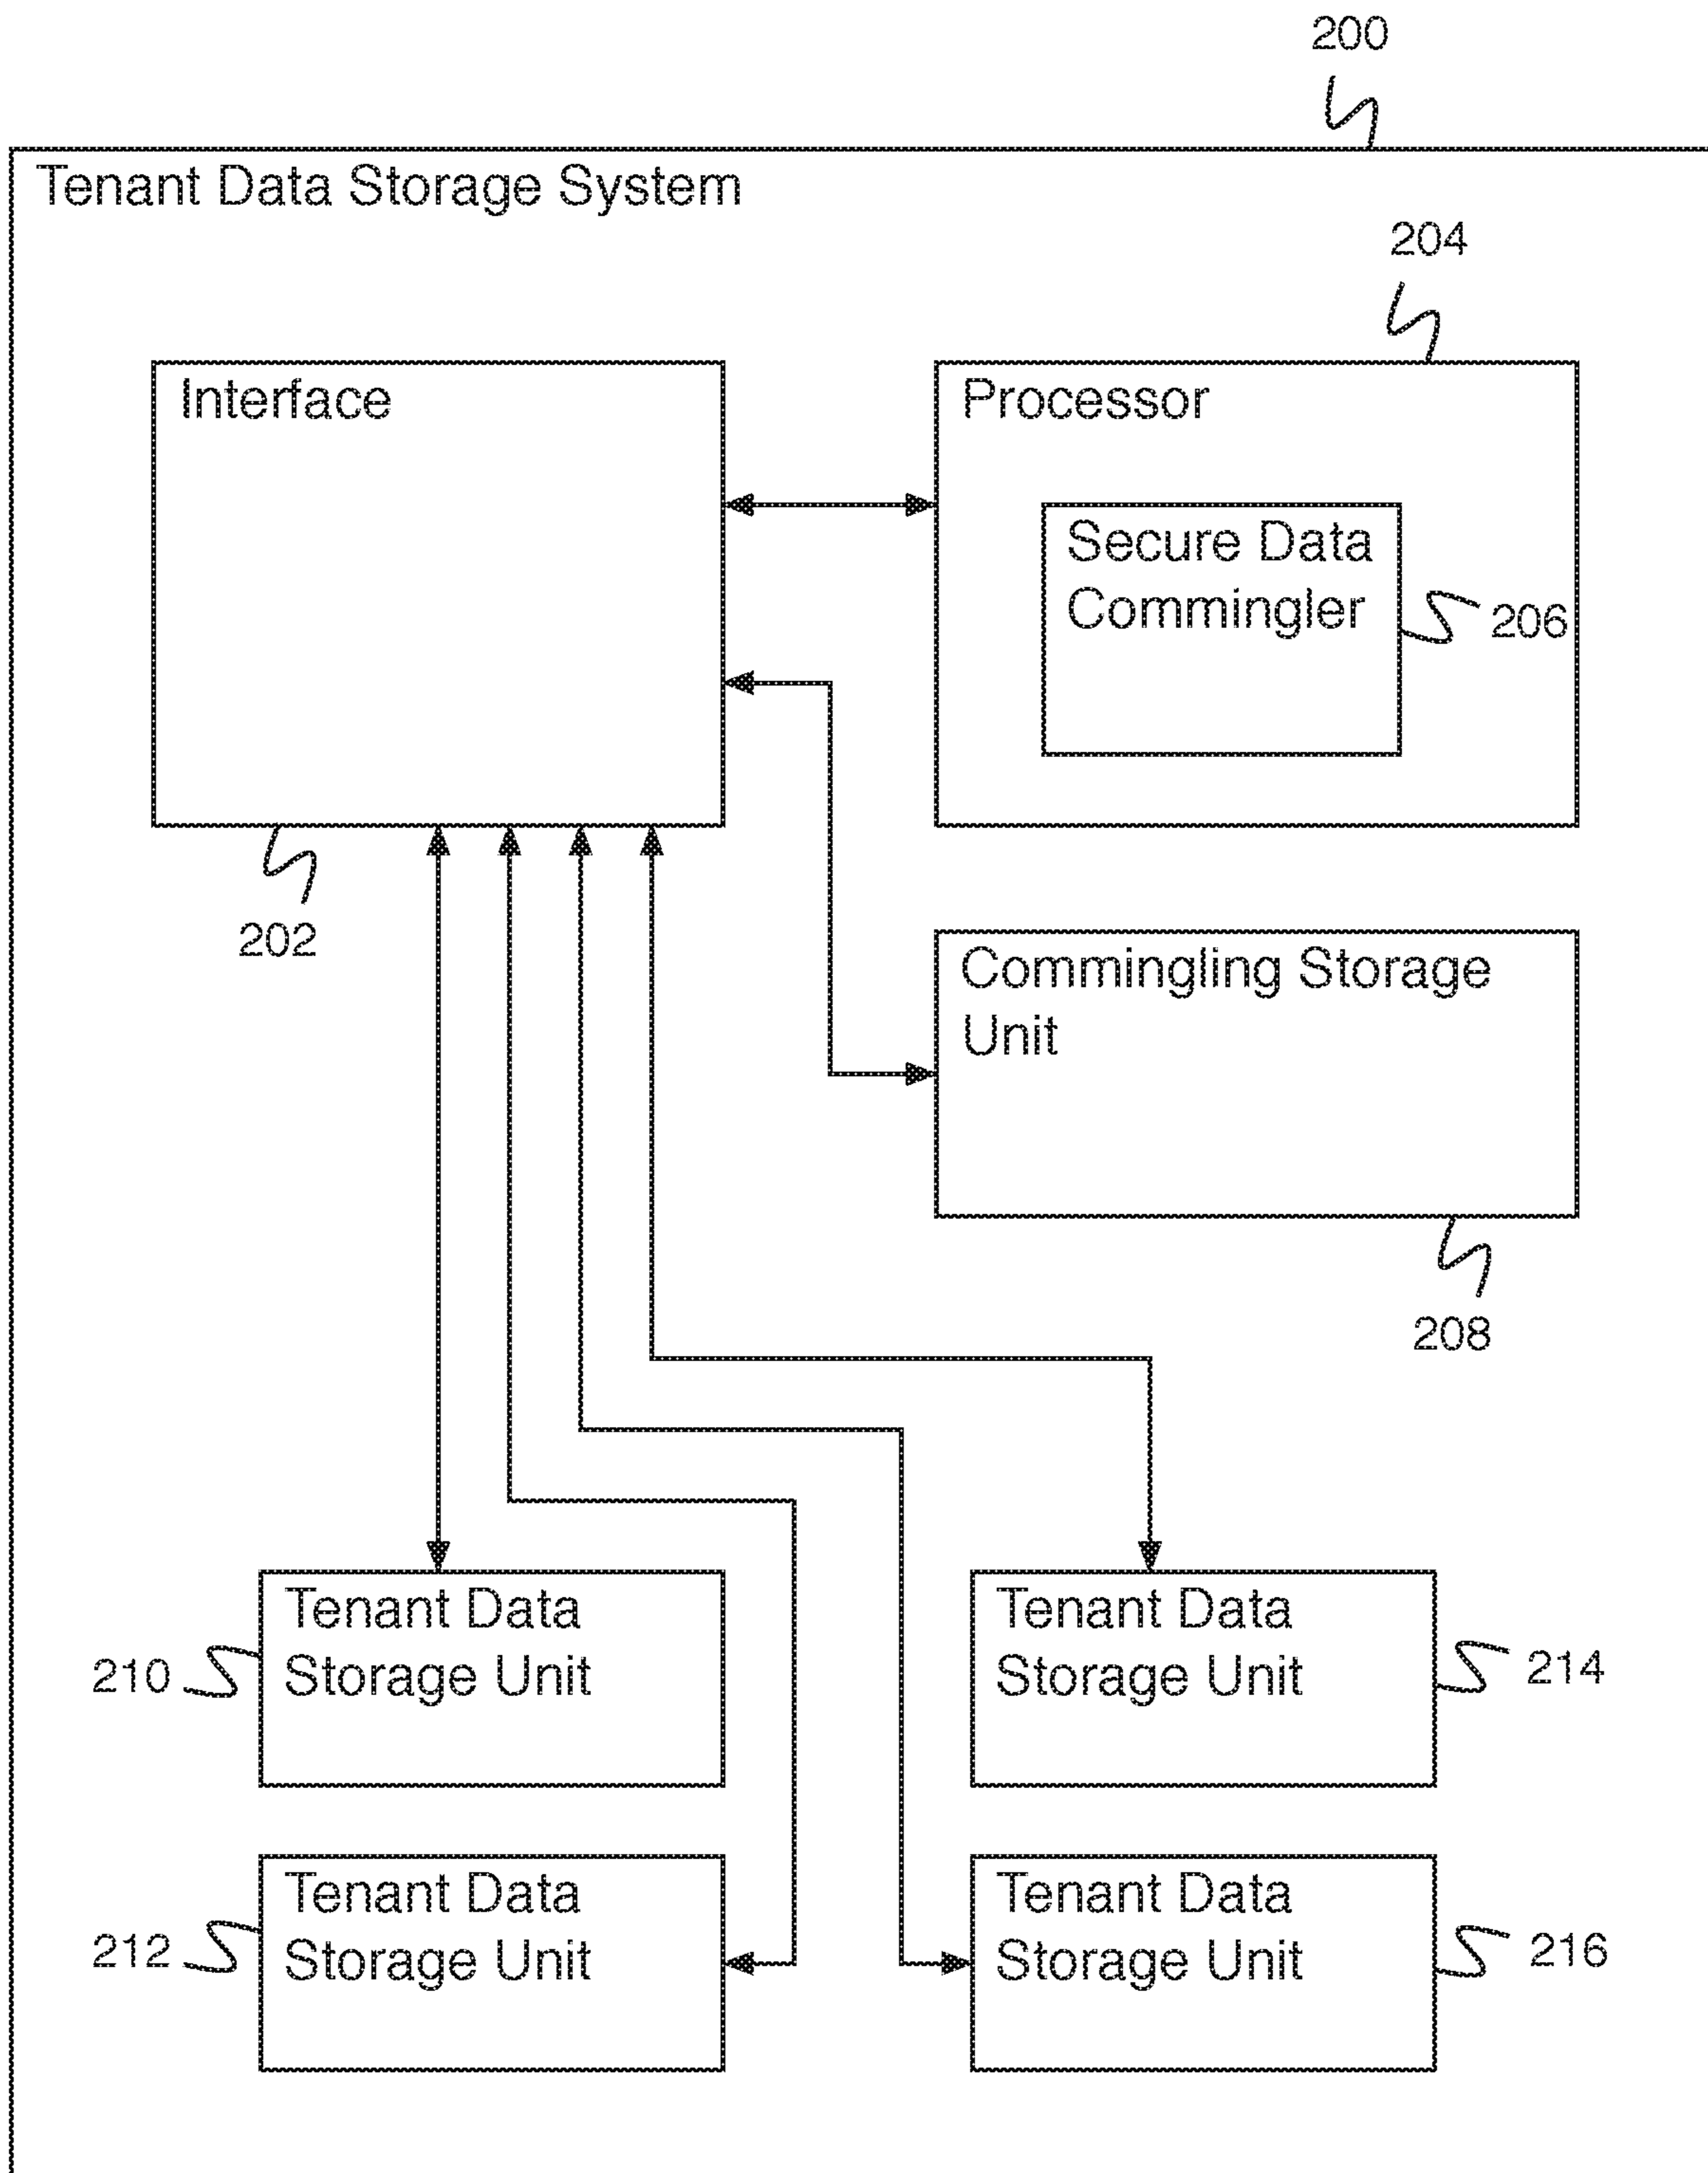 200
Tenant Data Storage System
204
Interface
Processor
Secure Data
Commingler
206
202
Commingling Storage
Unit
208
Tenant Data
Storage Unit
210
Tenant Data
Storage Unit
214
Tenant Data
Storage Unit
212
Tenant Data
Storage Unit
216